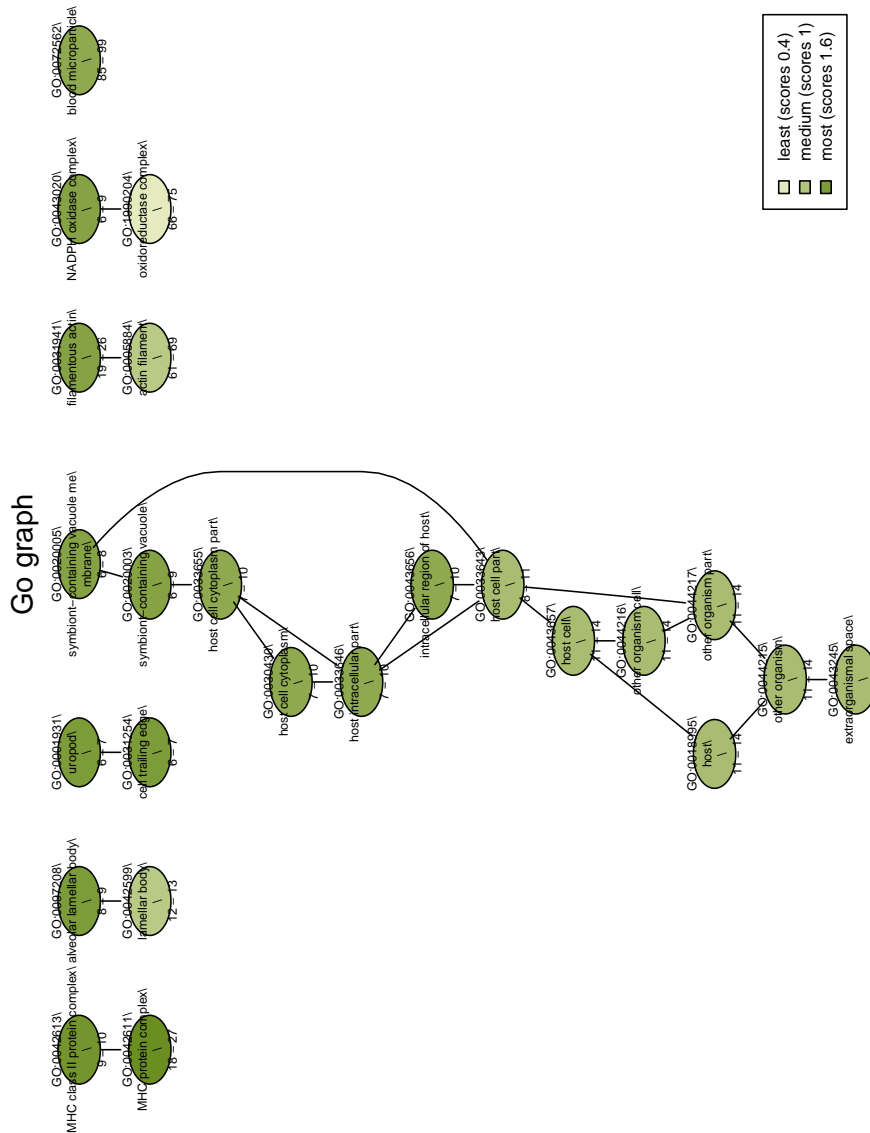 Go graph
GO:0042613\
MHC class II protein complex\
9 − 10
GO:0097208\
alveolar lamellar body\
8 − 9
GO:0001931\
uropod\
6 − 7
GO:0020005\
symbiont−containing vacuole me\
mbrane\
6 − 8
GO:0031941\
filamentous actin\
19 − 26
GO:0043020\
NADPH oxidase complex\
6 − 9
GO:0072562\
blood microparticle\
85 − 99
GO:0042611\
MHC protein complex\
18 − 27
GO:0042599\
lamellar body\
12 − 13
GO:0031254\
cell trailing edge\
6 − 7
GO:0020003\
symbiont−containing vacuole\
6 − 9
GO:0005884\
actin filament\
61 − 69
GO:1990204\
oxidoreductase complex\
66 − 75
GO:0033655\
host cell cytoplasm part\
7 − 10
GO:0030430\
host cell cytoplasm\
7 − 10
GO:0033646\
host intracellular part\
7 − 10
GO:0043656\
intracellular region of host\
7 − 10
GO:0033643\
host cell part\
8 − 11
GO:0043657\
host cell\
11 − 14
GO:0044216\
other organism cell\
11 − 14
GO:0018995\
host\
11 − 14
GO:0044217\
other organism part\
11 − 14
GO:0044215\
other organism\
11 − 14
GO:0043245\
extraorganismal space\
least (scores 0.4)
medium (scores 1)
most (scores 1.6)